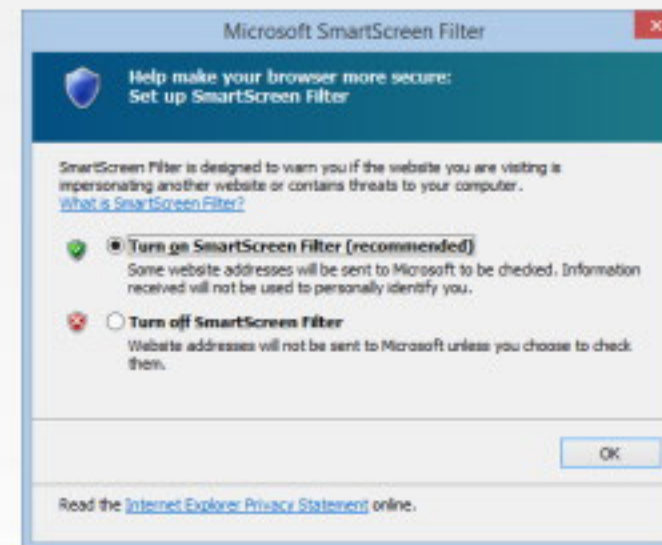 Microsoft SmartScreen Filter
Help make your browser more secure:
Set up SmartScreen Filter
SmartScreen Filter is designed to warn you if the website you are visiting is
impersonating another website or contains threats to your computer.
What is SmartScreen Filter?
Turn on SmartScreen Filter (recommended)
Some website addresses will be sent to Microsoft to be checked. Information
received will not be used to personally identify you.
Turn off SmartScreen Filter
Website addresses will not be sent to Microsoft unless you choose to check
them.
OK
Read the Internet Explorer Privacy Statement online.